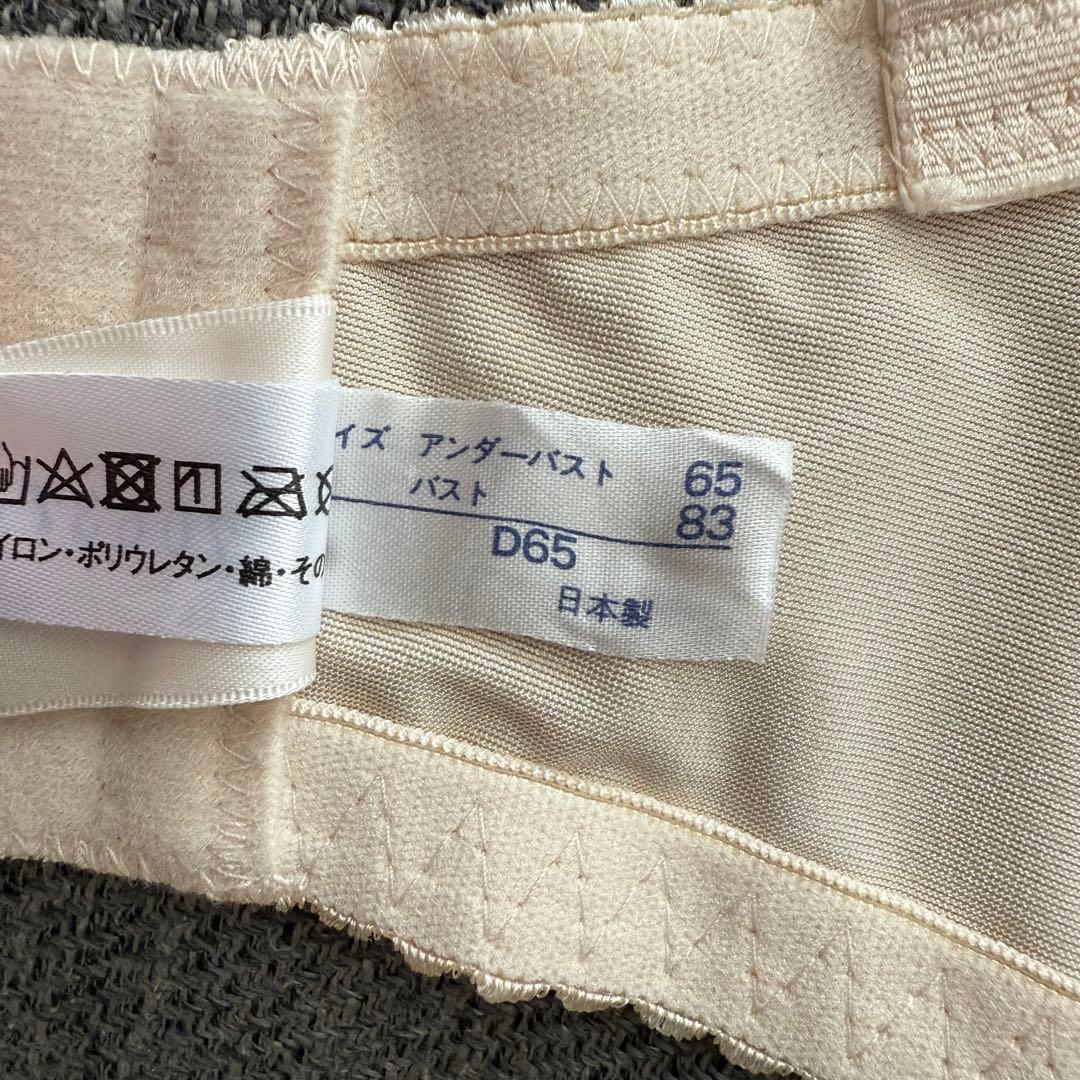 イズ アンダーバスト 65
バスト 83
D65
日本製
イロン・ポリウレタン・綿・その